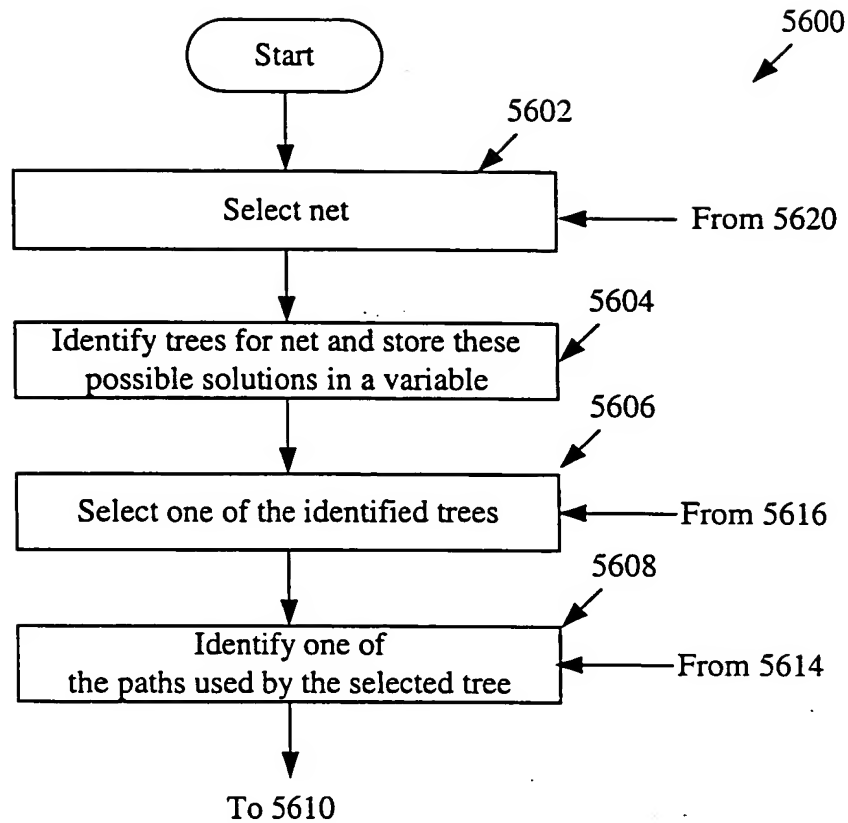 5600
Start
5602
Select net
From 5620
5604
Identify trees for net and store these
possible solutions in a variable
5606
Select one of the identified trees
From 5616
5608
Identify one of
the paths used by the selected tree
From 5614
To 5610